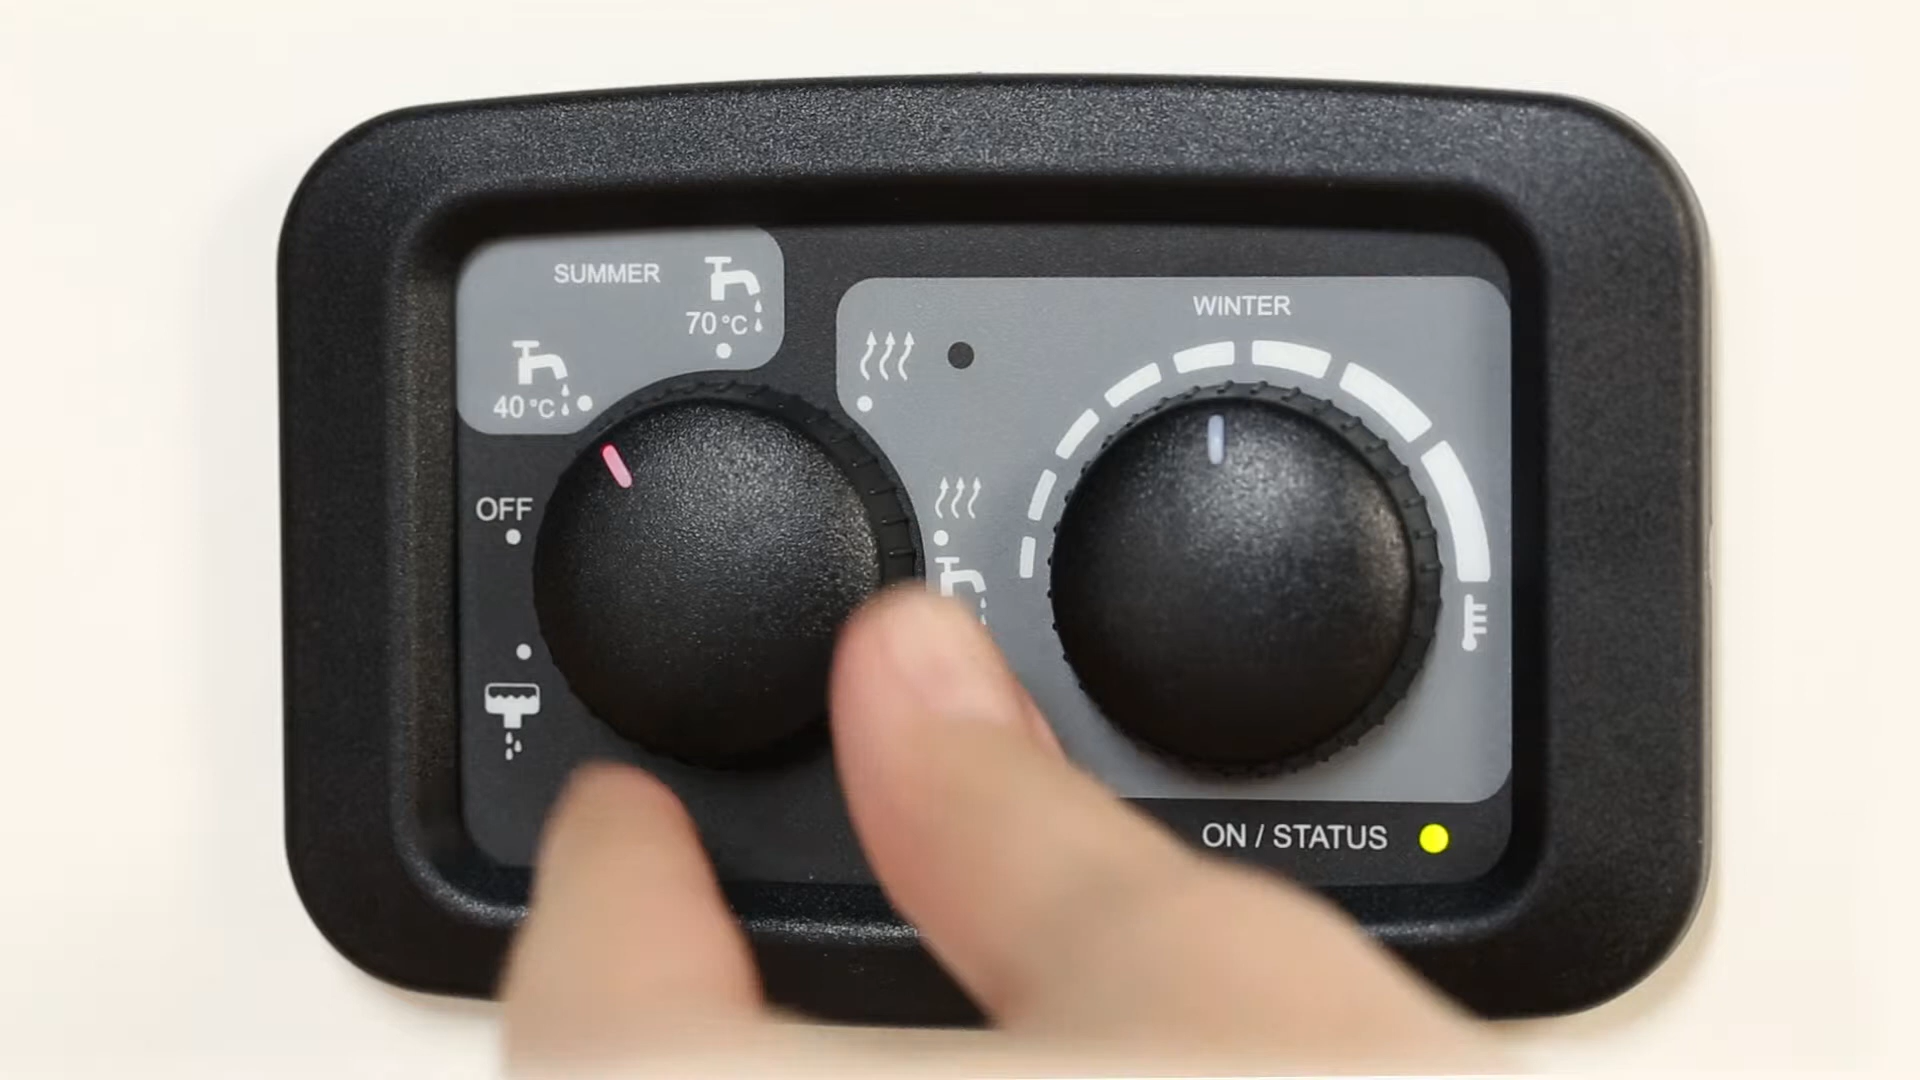 SUMMER
70 °C
40 °C
OFF
WINTER
ON / STATUS